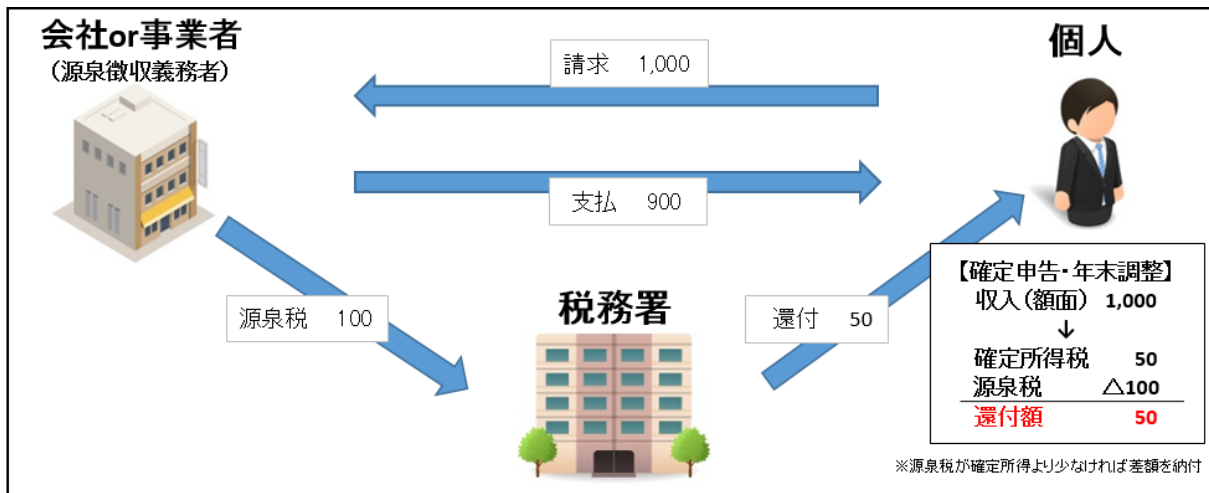 会社or事業者
（源泉徴収義務者）
請求　1,000
個人
支払　900
源泉税　100
税務署
還付　50
【確定申告・年末調整】
収入（額面） 1,000
↓
確定所得税 50
源泉税 △100
還付額 50
※源泉税が確定所得より少なければ差額を納付